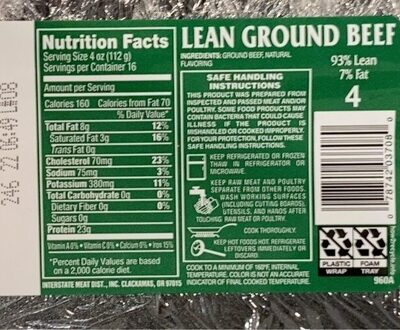 Nutrition Facts
Serving Size 4 oz (112 g)
Servings per Container 16
Amount per Serving
Calories 160 Calories from Fat 70
% Daily Value*
Total Fat 8g 12%
Saturated Fat 3g 16%
Trans Fat 0g
Cholesterol 70mg 23%
Sodium 75mg 3%
Potassium 380mg 11%
Total Carbohydrate 0g 0%
Dietary Fiber 0g 0%
Sugars 0g
Protein 23g
Vitamin A 0% • Vitamin C 0% • Calcium 0% • Iron 15%
*Percent Daily Values are based
on a 2,000 calorie diet.
INTERSTATE MEAT DIST., INC. CLACKAMAS, OR 97015
LEAN GROUND BEEF
INGREDIENTS: GROUND BEEF, NATURAL
FLAVORING
93% Lean
7% Fat
4
SAFE HANDLING
INSTRUCTIONS
THIS PRODUCT WAS PREPARED FROM
INSPECTED AND PASSED MEAT AND/OR
POULTRY. SOME FOOD PRODUCTS MAY
CONTAIN BACTERIA THAT COULD CAUSE
ILLNESS IF THE PRODUCT IS
MISHANDLED OR COOKED IMPROPERLY.
FOR YOUR PROTECTION, FOLLOW THESE
SAFE HANDLING INSTRUCTIONS.
KEEP REFRIGERATED OR FROZEN.
THAW IN REFRIGERATOR OR
MICROWAVE.
KEEP RAW MEAT AND POULTRY
SEPARATE FROM OTHER FOODS.
WASH WORKING SURFACES
(INCLUDING CUTTING BOARDS),
UTENSILS, AND HANDS AFTER
TOUCHING RAW MEAT OR POULTRY.
COOK THOROUGHLY.
KEEP HOT FOODS HOT. REFRIGERATE
LEFTOVERS IMMEDIATELY OR
DISCARD.
COOK TO A MINIMUM OF 160°F, INTERNAL
TEMPERATURE. COLOR IS NOT AN ACCURATE
INDICATOR OF FINAL COOKED TEMPERATURE.
how2recycle.info
PLASTIC
WRAP
FOAM
TRAY
960A